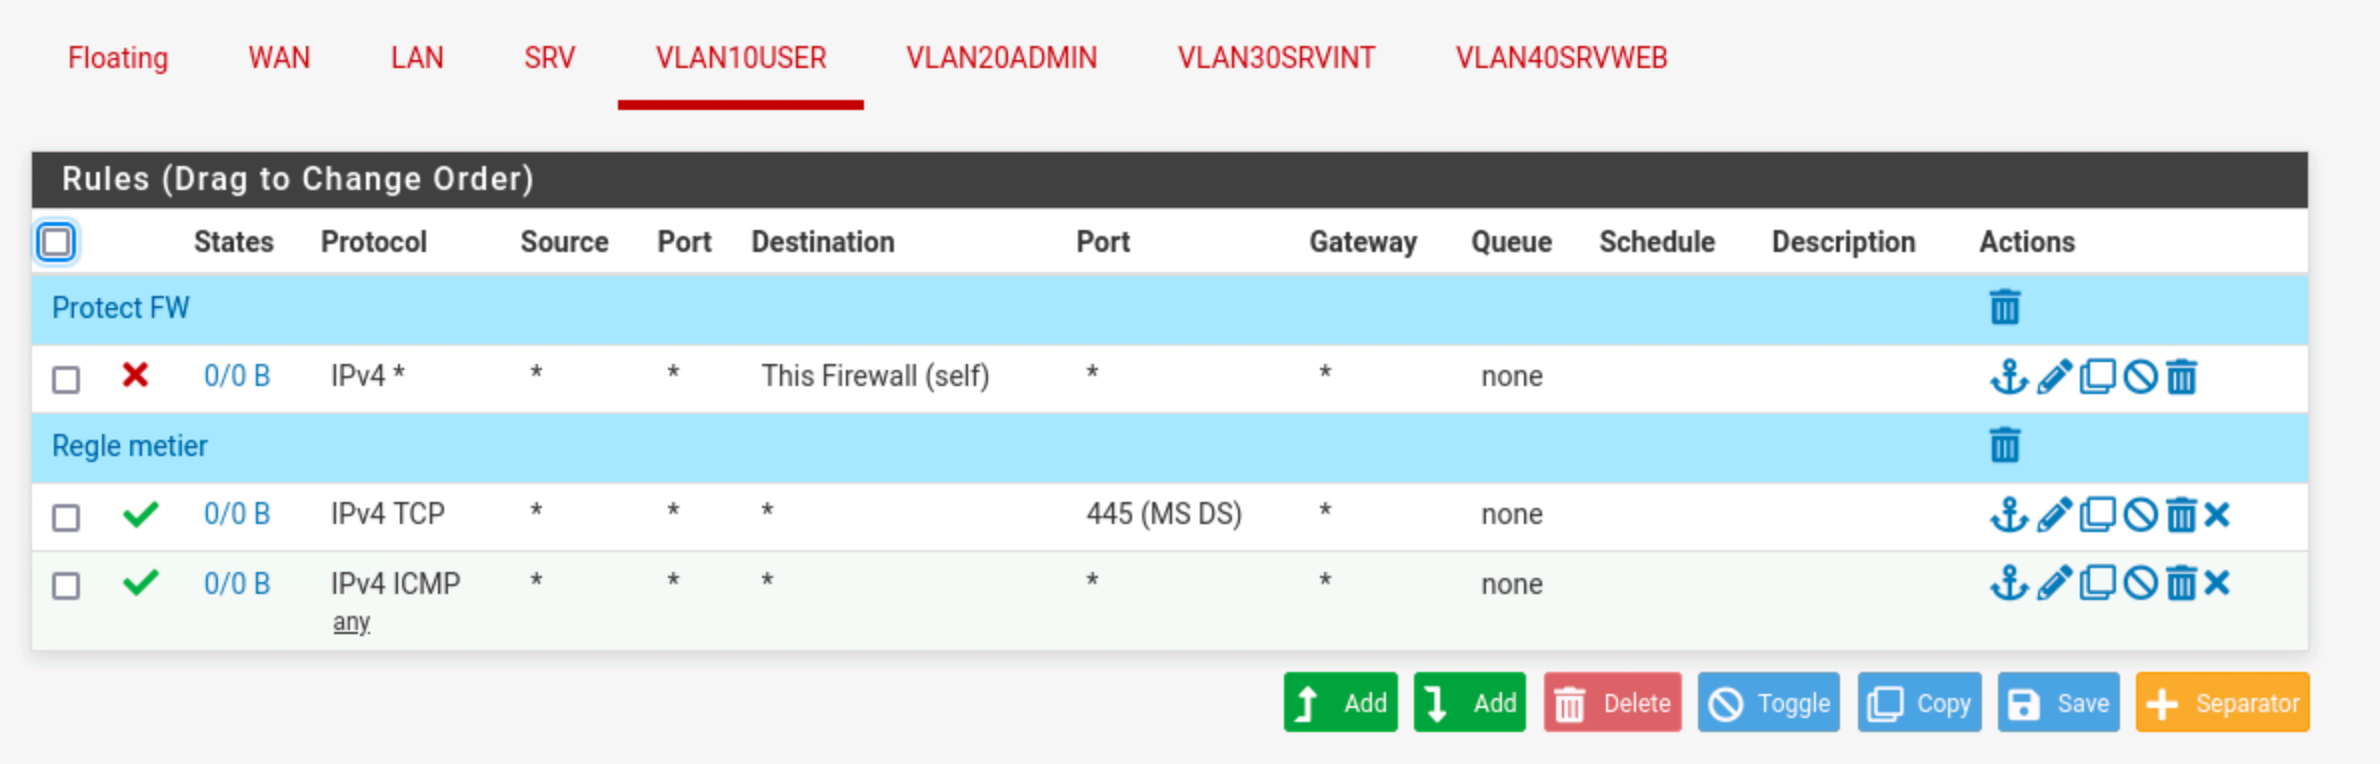 Floating WAN LAN SRV VLAN10USER VLAN20ADMIN VLAN30SRVINT VLAN40SRVWEB
Rules (Drag to Change Order)
States Protocol Source Port Destination Port Gateway Queue Schedule Description Actions
Protect FW
0/0 B IPv4 * * * This Firewall (self) * * none
Regle metier
0/0 B IPv4 TCP * * * 445 (MS DS) * none
0/0 B IPv4 ICMP * * * * * none
any
Add Add Delete Toggle Copy Save Separator